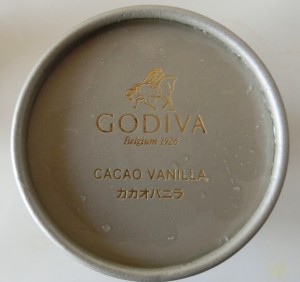 GODIVA
Belgium 1926
CACAO VANILLA
カカオバニラ